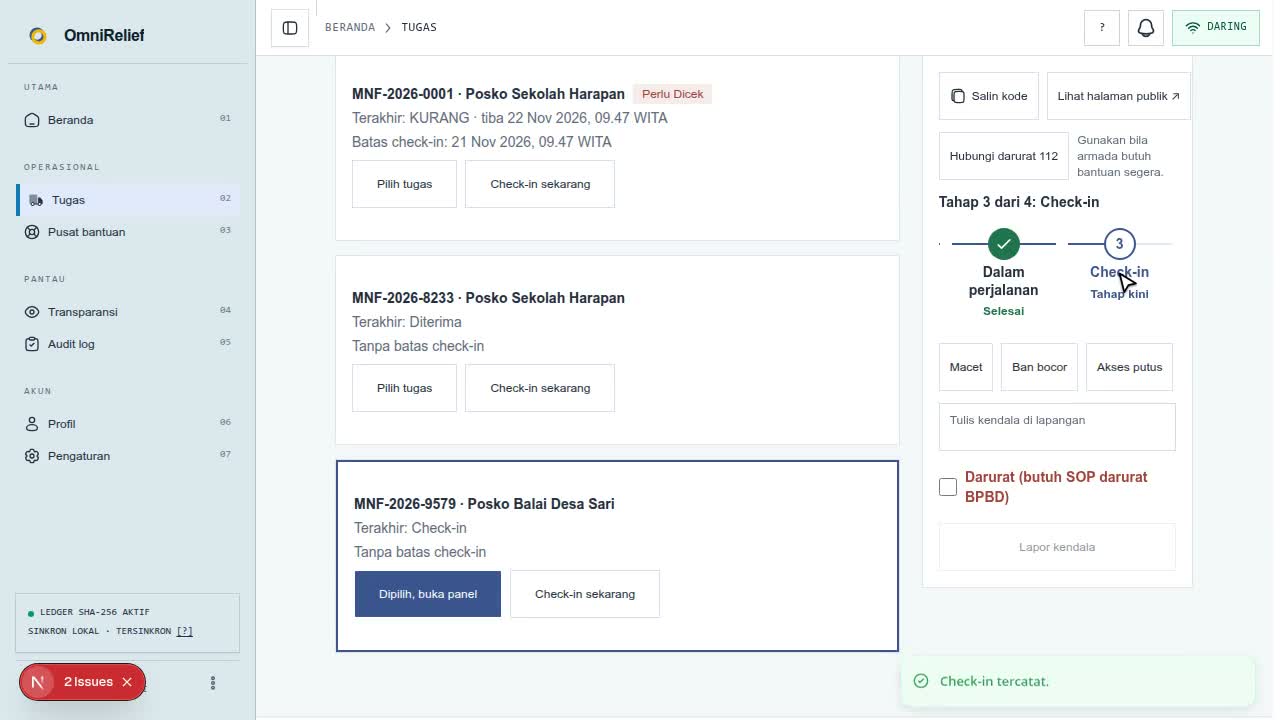 OmniRelief
UTAMA
Beranda 01
OPERASIONAL
Tugas 02
Pusat bantuan 03
PANTAU
Transparansi 04
Audit log 05
AKUN
Profil 06
Pengaturan 07
LEDGER SHA-256 AKTIF
SINKRON LOKAL · TERSINKRON [?]
N 2 Issues
BERANDA TUGAS
? DARING
MNF-2026-0001 · Posko Sekolah Harapan Perlu Dicek
Terakhir: KURANG · tiba 22 Nov 2026, 09.47 WITA
Batas check-in: 21 Nov 2026, 09.47 WITA
Pilih tugas Check-in sekarang
MNF-2026-8233 · Posko Sekolah Harapan
Terakhir: Diterima
Tanpa batas check-in
Pilih tugas Check-in sekarang
MNF-2026-9579 · Posko Balai Desa Sari
Terakhir: Check-in
Tanpa batas check-in
Dipilih, buka panel Check-in sekarang
Salin kode Lihat halaman publik ↗
Hubungi darurat 112
Gunakan bila
armada butuh
bantuan segera.
Tahap 3 dari 4: Check-in
3
Dalam
perjalanan
Selesai
Check-in
Tahap kini
Macet Ban bocor Akses putus
Tulis kendala di lapangan
Darurat (butuh SOP darurat
BPBD)
Lapor kendala
Check-in tercatat.